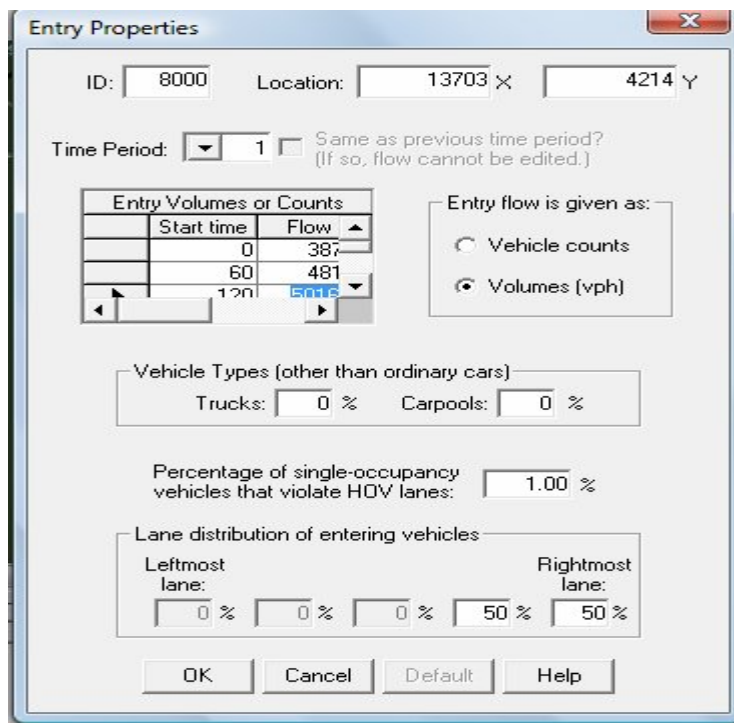 Entry Properties
ID: 8000 Location: 13703 X 4214 Y
Time Period: 1 Same as previous time period?
(If so, flow cannot be edited.)
Entry Volumes or Counts
Start time Flow
0 387
60 481
120 5016
Entry flow is given as:
Vehicle counts
Volumes (vph)
Vehicle Types (other than ordinary cars)
Trucks: 0 % Carpools: 0 %
Percentage of single-occupancy
vehicles that violate HOV lanes: 1.00 %
Lane distribution of entering vehicles
Leftmost Rightmost
lane: lane:
0 % 0 % 0 % 50 % 50 %
OK Cancel Default Help